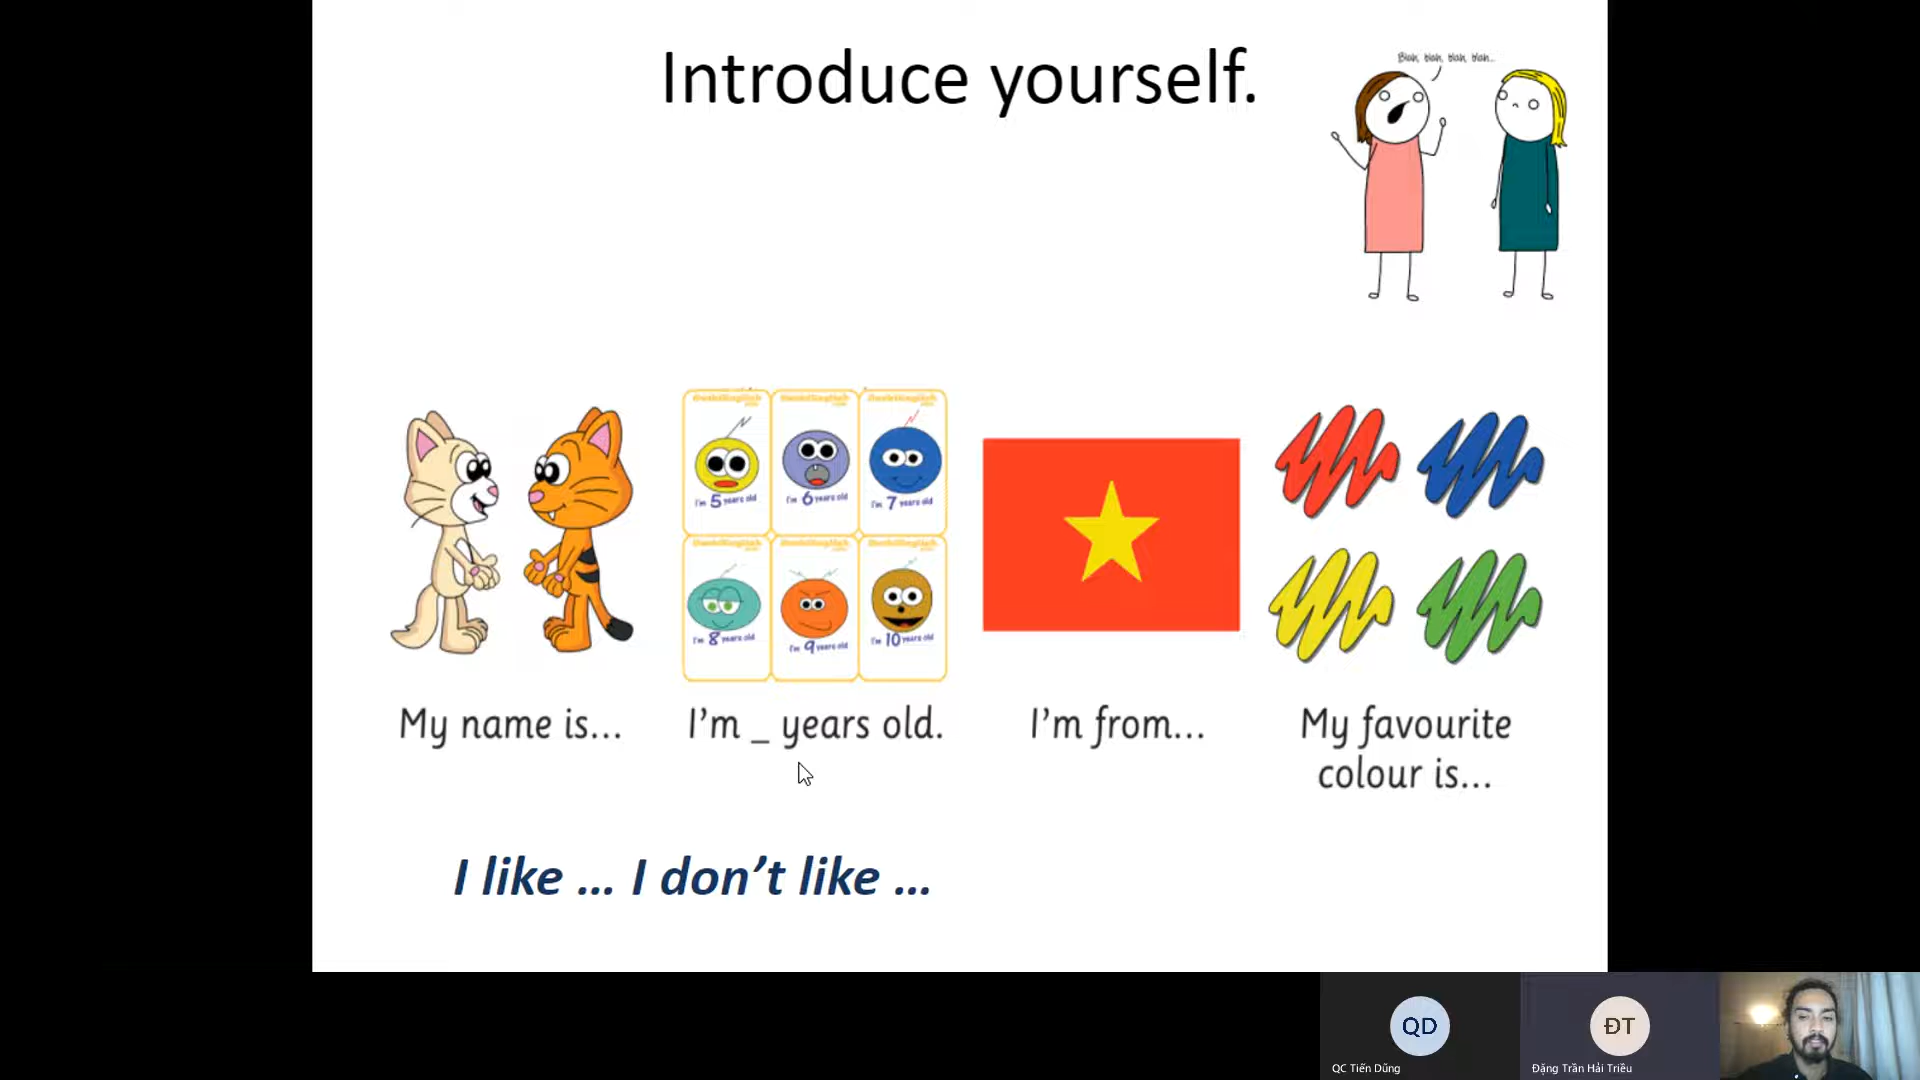 Introduce yourself.
Blah, blah, blah, blah...
I'm 5 years old
I'm 6 years old
I'm 7 years old
I'm 8 years old
I'm 9 years old
I'm 10 years old
My name is...
I'm _ years old.
I'm from...
My favourite
colour is...
I like ... I don't like ...
QD
ĐT
QC Tiến Dũng
Đặng Trần Hải Triều